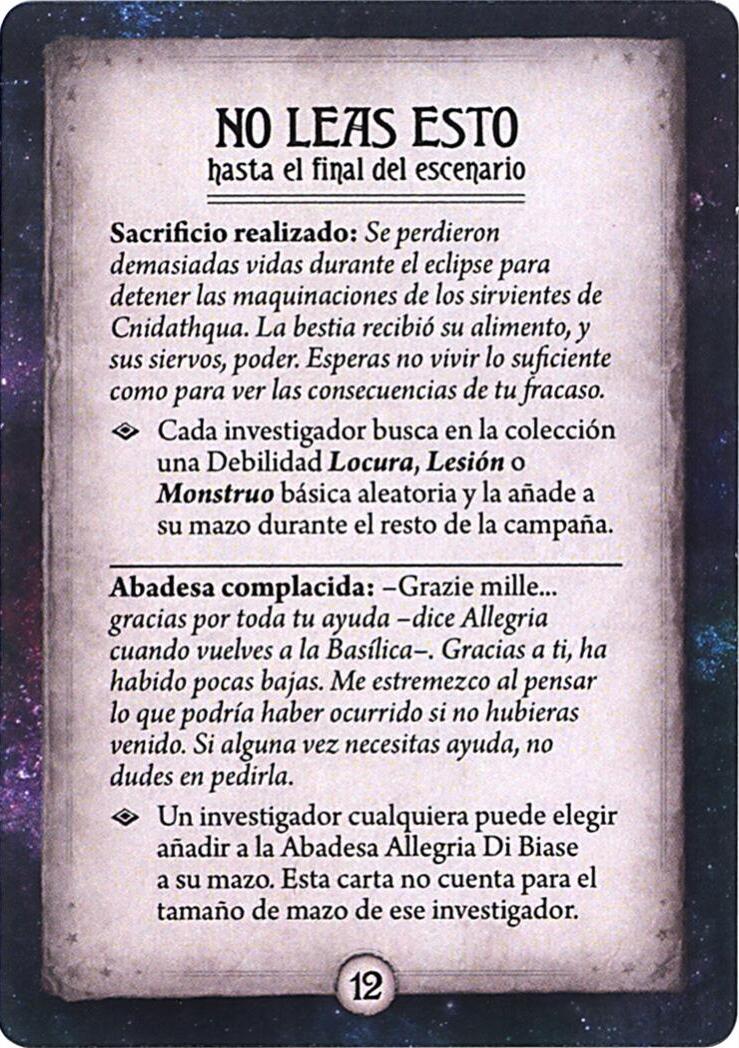 NO LEAS ESTO
hasta el final del escenario
Sacrificio realizado: Se perdieron
demasiadas vidas durante el eclipse para
detener las maquinaciones de los sirvientes de
Cnidathqua. La bestia recibió su alimento, y
sus siervos, poder. Esperas no vivir lo suficiente
como para ver las consecuencias de tu fracaso.
Cada investigador busca en la colección
una Debilidad Locura, Lesión o
Monstruo básica aleatoria y la añade a
su mazo durante el resto de la campaña.
Abadesa complacida: –Grazie mille...
gracias por toda tu ayuda –dice Allegria
cuando vuelves a la Basílica–. Gracias a ti, ha
habido pocas bajas. Me estremezco al pensar
lo que podría haber ocurrido si no hubieras
venido. Si alguna vez necesitas ayuda, no
dudes en pedirla.
Un investigador cualquiera puede elegir
añadir a la Abadesa Allegria Di Biase
a su mazo. Esta carta no cuenta para el
tamaño de mazo de ese investigador.
12